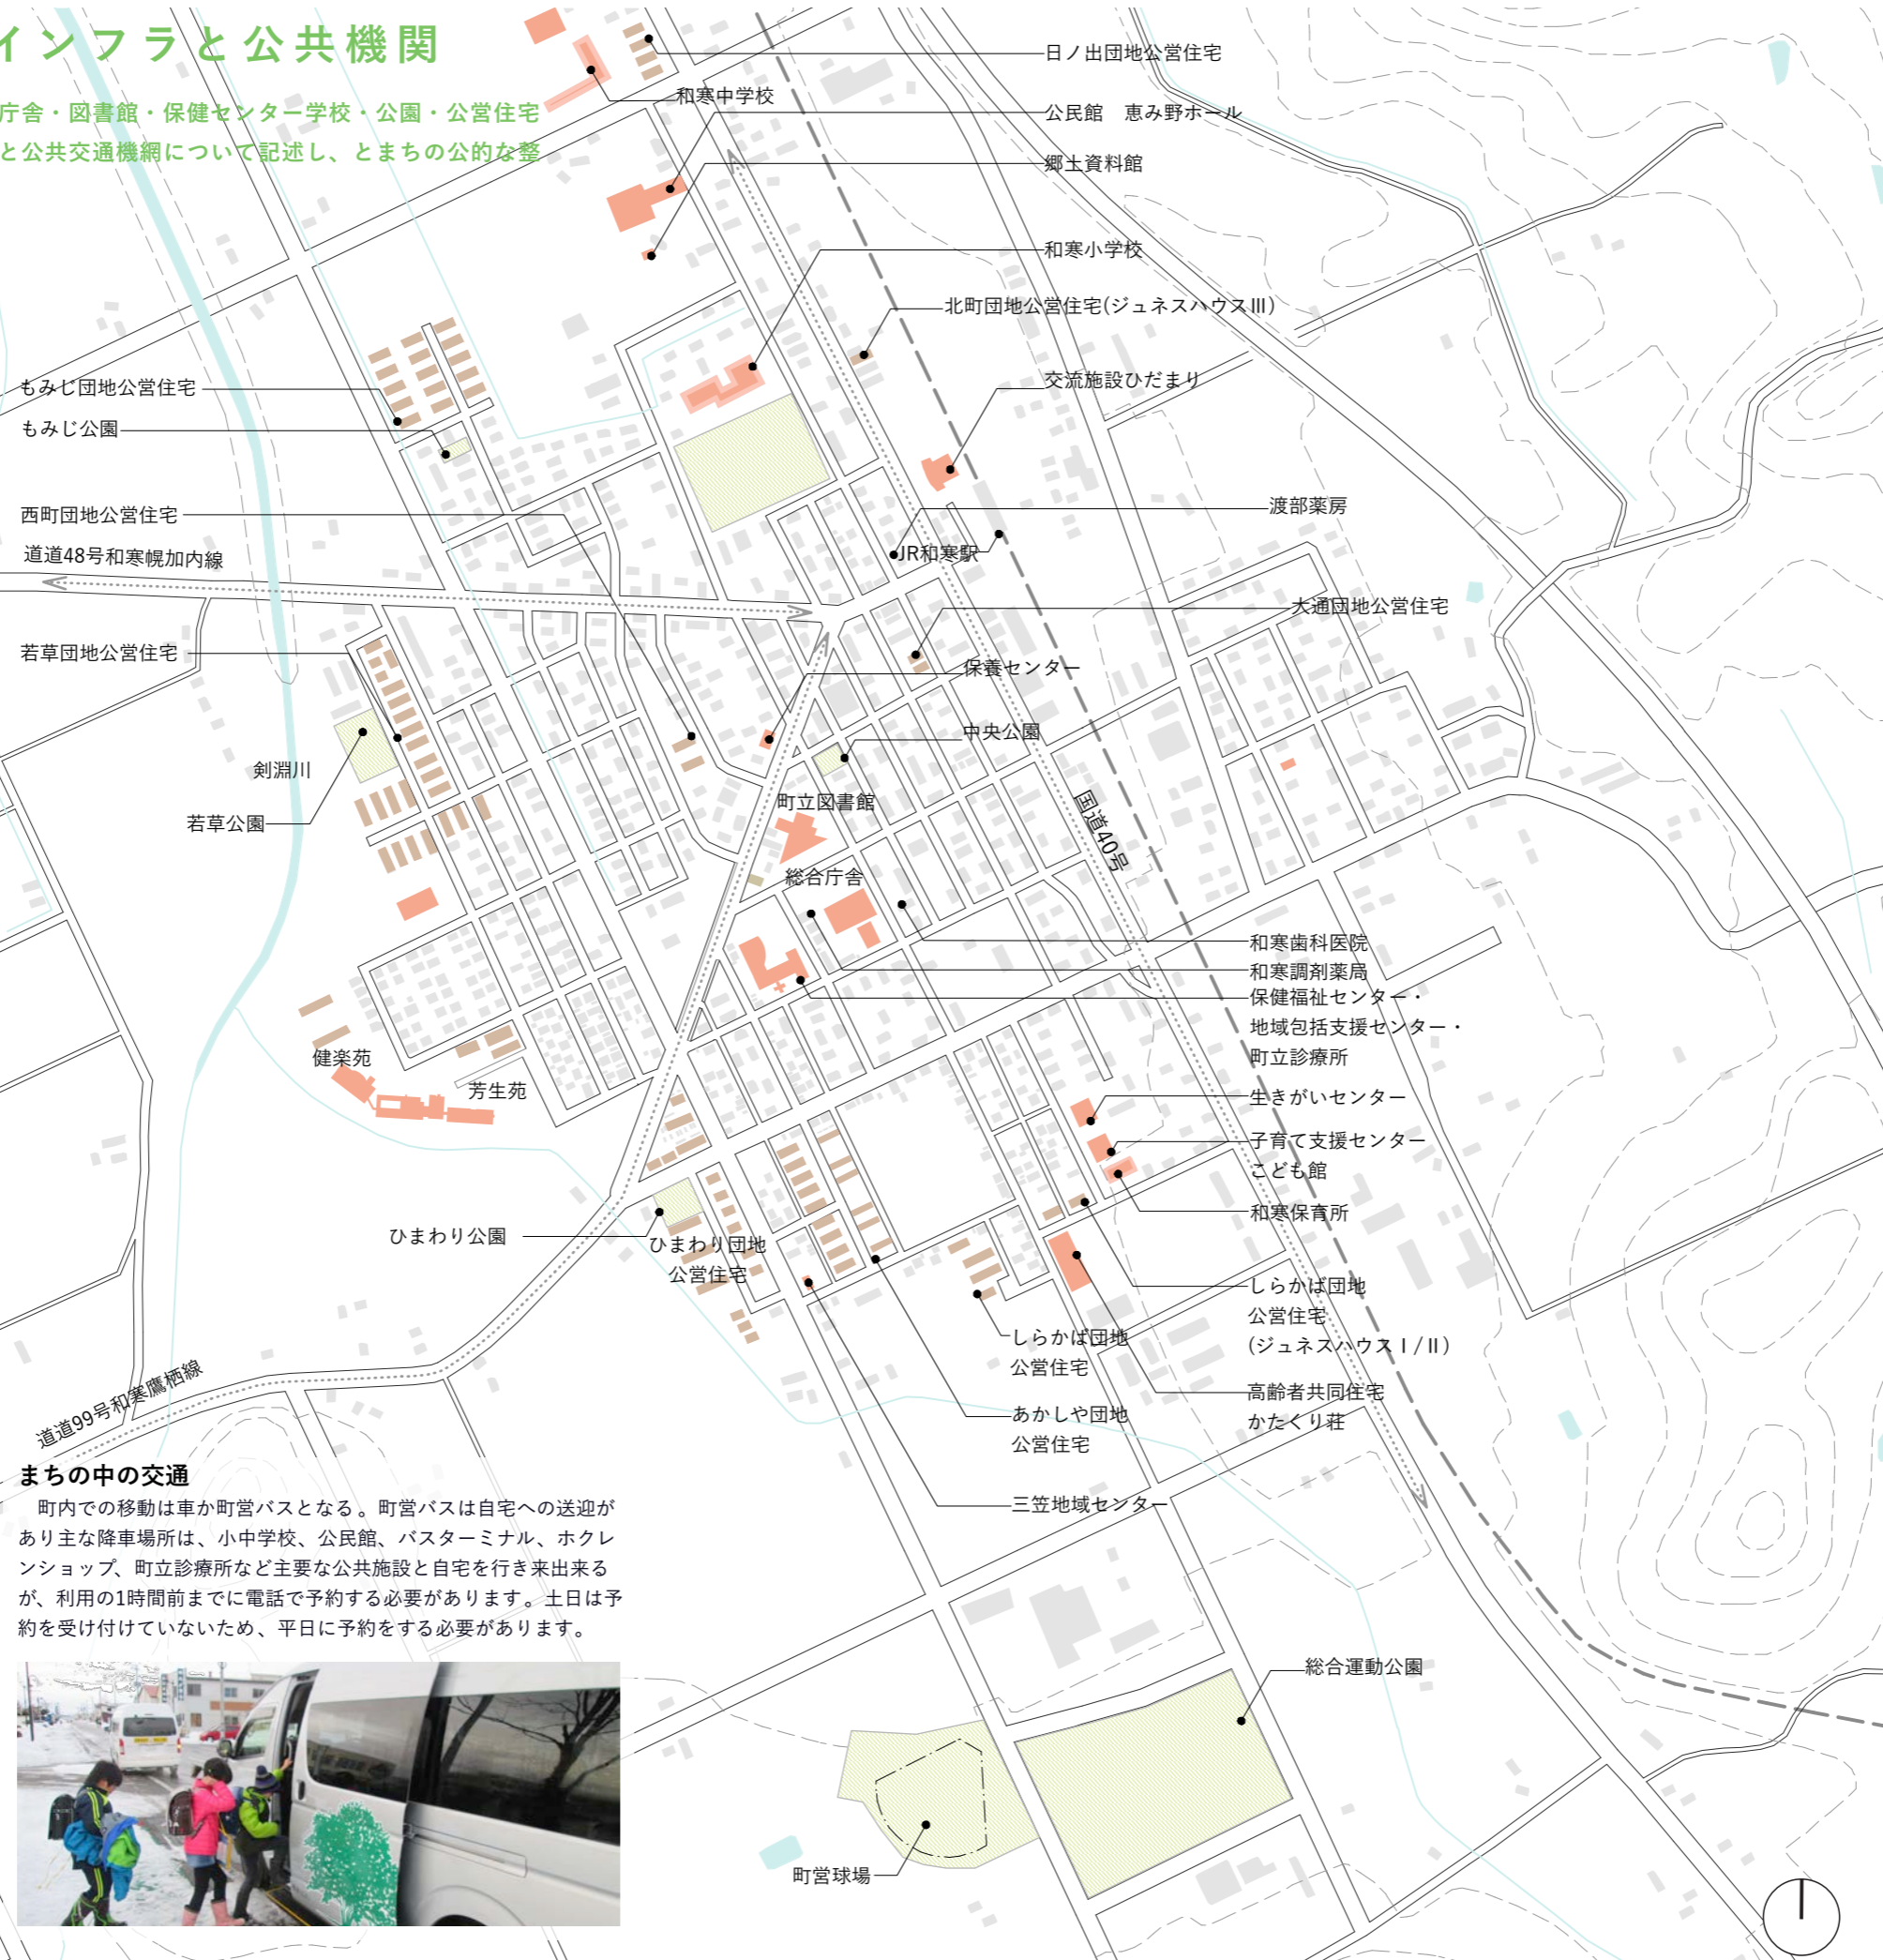 インフラと公共機関
庁舎・図書館・保健センター学校・公園・公営住宅
と公共交通機網について記述し、とまちの公的な整
日ノ出団地公営住宅
和寒中学校
公民館　恵み野ホール
郷土資料館
和寒小学校
北町団地公営住宅(ジュネスハウスⅢ)
交流施設ひだまり
もみじ団地公営住宅
もみじ公園
西町団地公営住宅
渡部薬房
道道48号和寒幌加内線
JR和寒駅
大通団地公営住宅
若草団地公営住宅
保養センター
中央公園
剣淵川
町立図書館
若草公園
国道40号
総合庁舎
和寒歯科医院
和寒調剤薬局
保健福祉センター・
地域包括支援センター・
町立診療所
健楽苑
芳生苑
生きがいセンター
子育て支援センター
こども館
和寒保育所
ひまわり公園
ひまわり団地
公営住宅
しらかば団地
公営住宅
(ジュネスハウスⅠ/Ⅱ)
しらかば団地
公営住宅
高齢者共同住宅
かたくり荘
あかしや団地
公営住宅
三笠地域センター
道道99号和寒鷹栖線
まちの中の交通
　町内での移動は車か町営バスとなる。町営バスは自宅への送迎が
あり主な降車場所は、小中学校、公民館、バスターミナル、ホクレ
ンショップ、町立診療所など主要な公共施設と自宅を行き来出来る
が、利用の1時間前までに電話で予約する必要があります。土日は予
約を受け付けていないため、平日に予約をする必要があります。
総合運動公園
町営球場